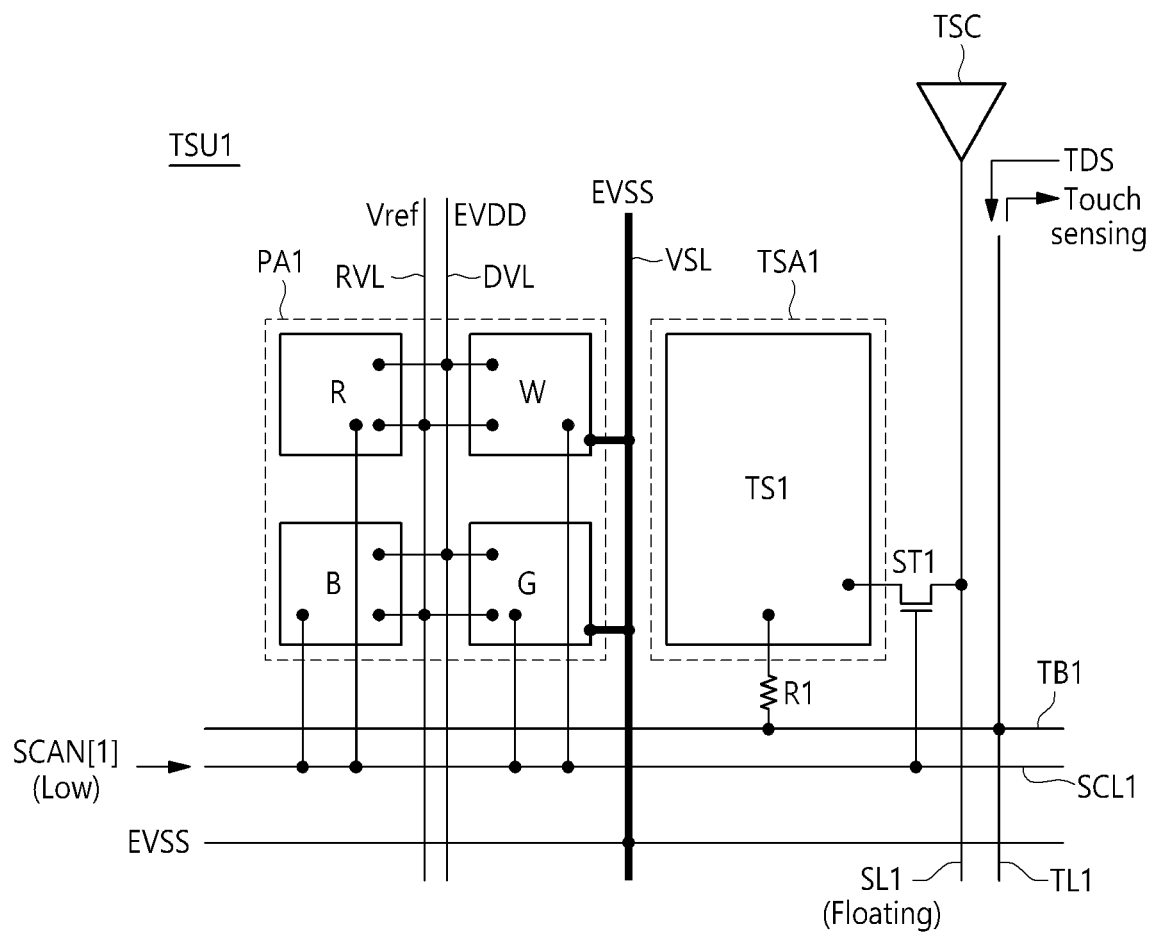 TSC
TSU1
TDS
Touch
sensing
EVSS
Vref
EVDD
PA1
RVL
DVL
VSL
TSA1
R
W
TS1
B
G
ST1
R1
TB1
SCAN[1]
(Low)
SCL1
EVSS
SL1
(Floating)
TL1